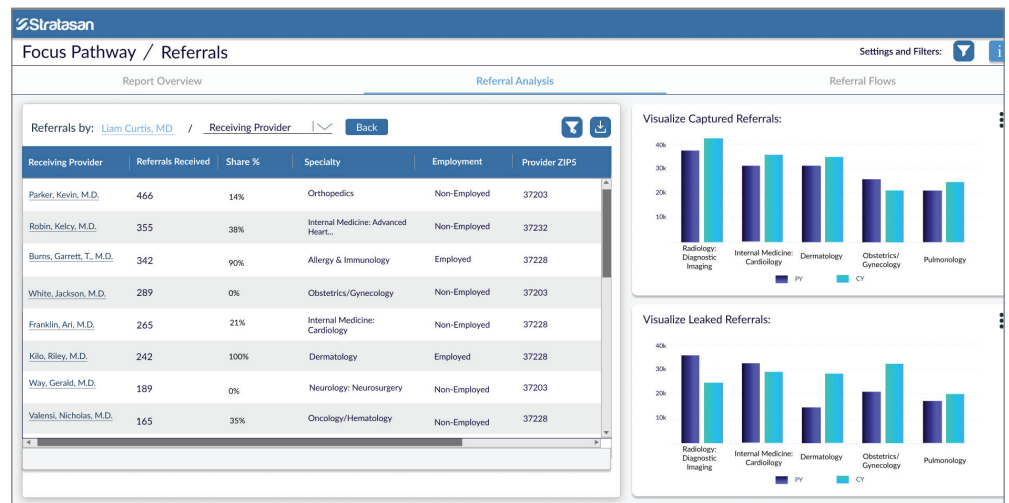 Stratasan
Focus Pathway / Referrals
Settings and Filters:
i
Report Overview
Referral Analysis
Referral Flows
Referrals by: Liam Curtis, MD / Receiving Provider
Back
Receiving Provider Referrals Received Share % Specialty Employment Provider ZIP5
Parker, Kevin, M.D. 466 14% Orthopedics Non-Employed 37203
Robin, Kelcy, M.D. 355 38% Internal Medicine: Advanced Heart... Non-Employed 37232
Burns, Garrett, T., M.D. 342 90% Allergy & Immunology Employed 37228
White, Jackson, M.D. 289 0% Obstetrics/Gynecology Non-Employed 37203
Franklin, Ari, M.D. 265 21% Internal Medicine: Cardiology Non-Employed 37228
Kilo, Riley, M.D. 242 100% Dermatology Employed 37228
Way, Gerald, M.D. 189 0% Neurology: Neurosurgery Non-Employed 37203
Valensi, Nicholas, M.D. 165 35% Oncology/Hematology Non-Employed 37228
Visualize Captured Referrals:
40k
30k
20k
10k
Radiology: Diagnostic Imaging
Internal Medicine: Cardioilogy
Dermatology
Obstetrics/ Gynecology
Pulmonology
PY CY
Visualize Leaked Referrals:
40k
30k
20k
10k
Radiology: Diagnostic Imaging
Internal Medicine: Cardioilogy
Dermatology
Obstetrics/ Gynecology
Pulmonology
PY CY